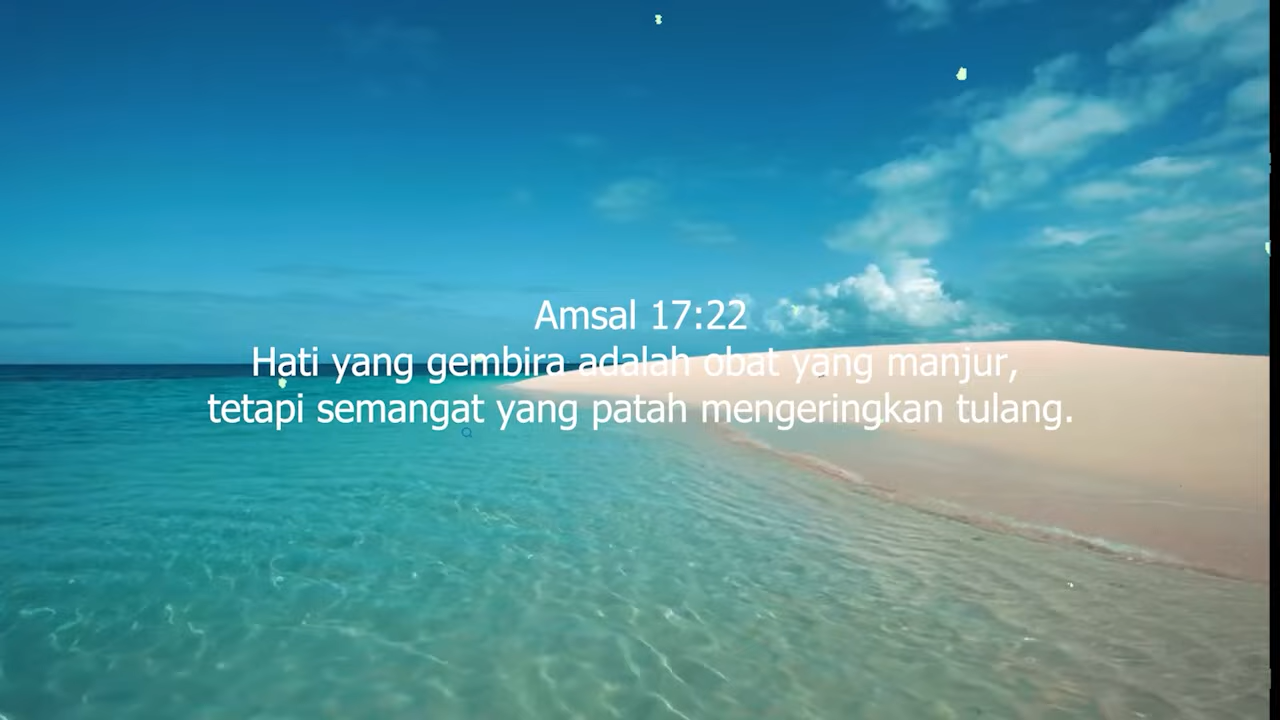 Amsal 17:22
Hati yang gembira adalah obat yang manjur,
tetapi semangat yang patah mengeringkan tulang.